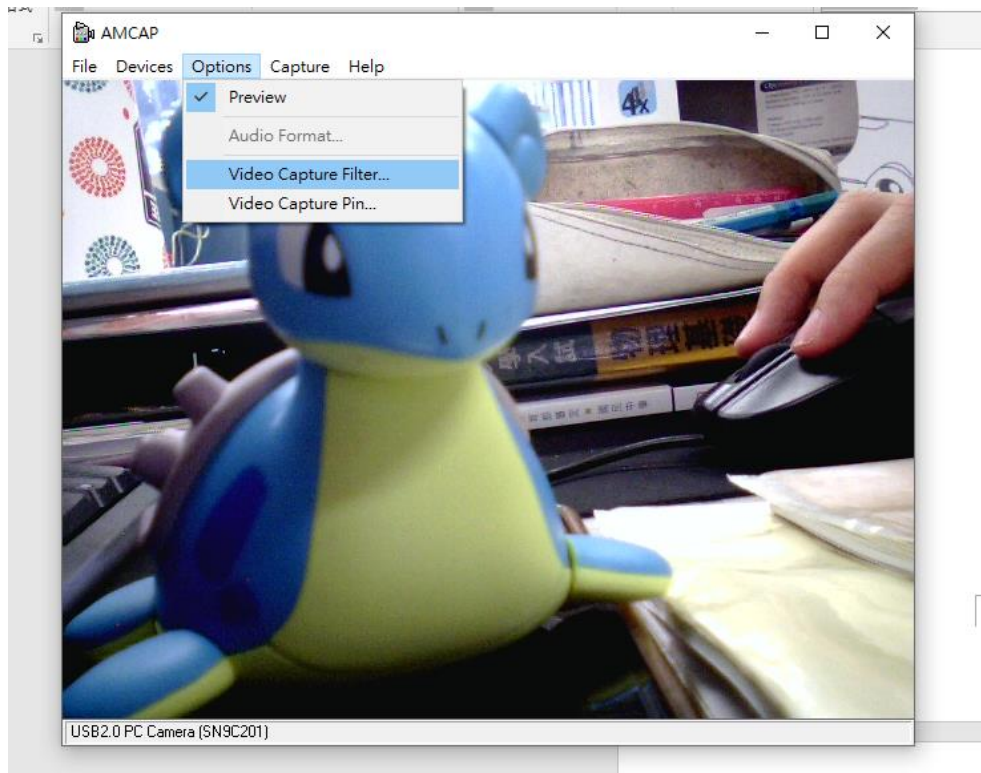 AMCAP
File Devices Options Capture Help
Preview
Audio Format...
Video Capture Filter...
Video Capture Pin...
4x
物理
USB2.0 PC Camera (SN9C201)